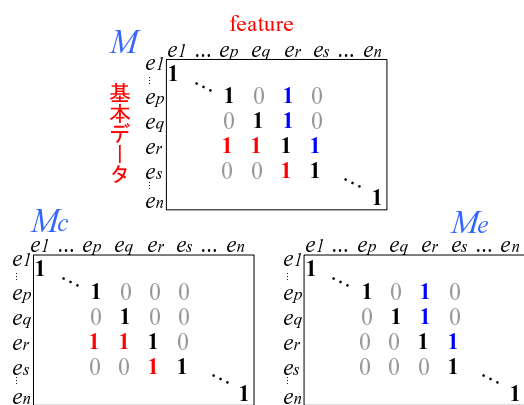 feature
M
e1 ... ep eq er es ... en
基本データ
e1 1
⋮ ⋱
ep 1 0 1 0
eq 0 1 1 0
er 1 1 1 1
es 0 0 1 1
⋮ ⋱
en 1
Mc
e1 ... ep eq er es ... en
e1 1
⋮ ⋱
ep 1 0 0 0
eq 0 1 0 0
er 1 1 1 0
es 0 0 1 1
⋮ ⋱
en 1
Me
e1 ... ep eq er es ... en
e1 1
⋮ ⋱
ep 1 0 1 0
eq 0 1 1 0
er 0 0 1 1
es 0 0 0 1
⋮ ⋱
en 1